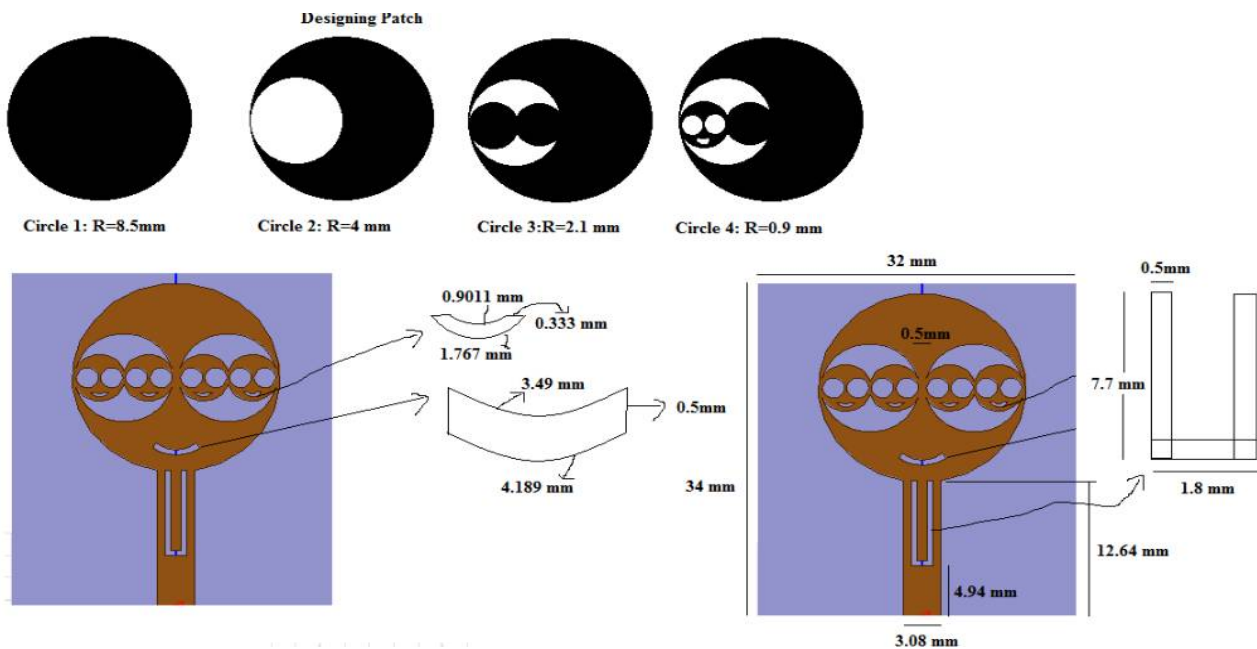 Designing Patch
Circle 1: R=8.5mm
Circle 2: R=4 mm
Circle 3:R=2.1 mm
Circle 4: R=0.9 mm
0.9011 mm
0.333 mm
1.767 mm
3.49 mm
0.5mm
4.189 mm
32 mm
0.5mm
0.5mm
7.7 mm
34 mm
1.8 mm
12.64 mm
4.94 mm
3.08 mm